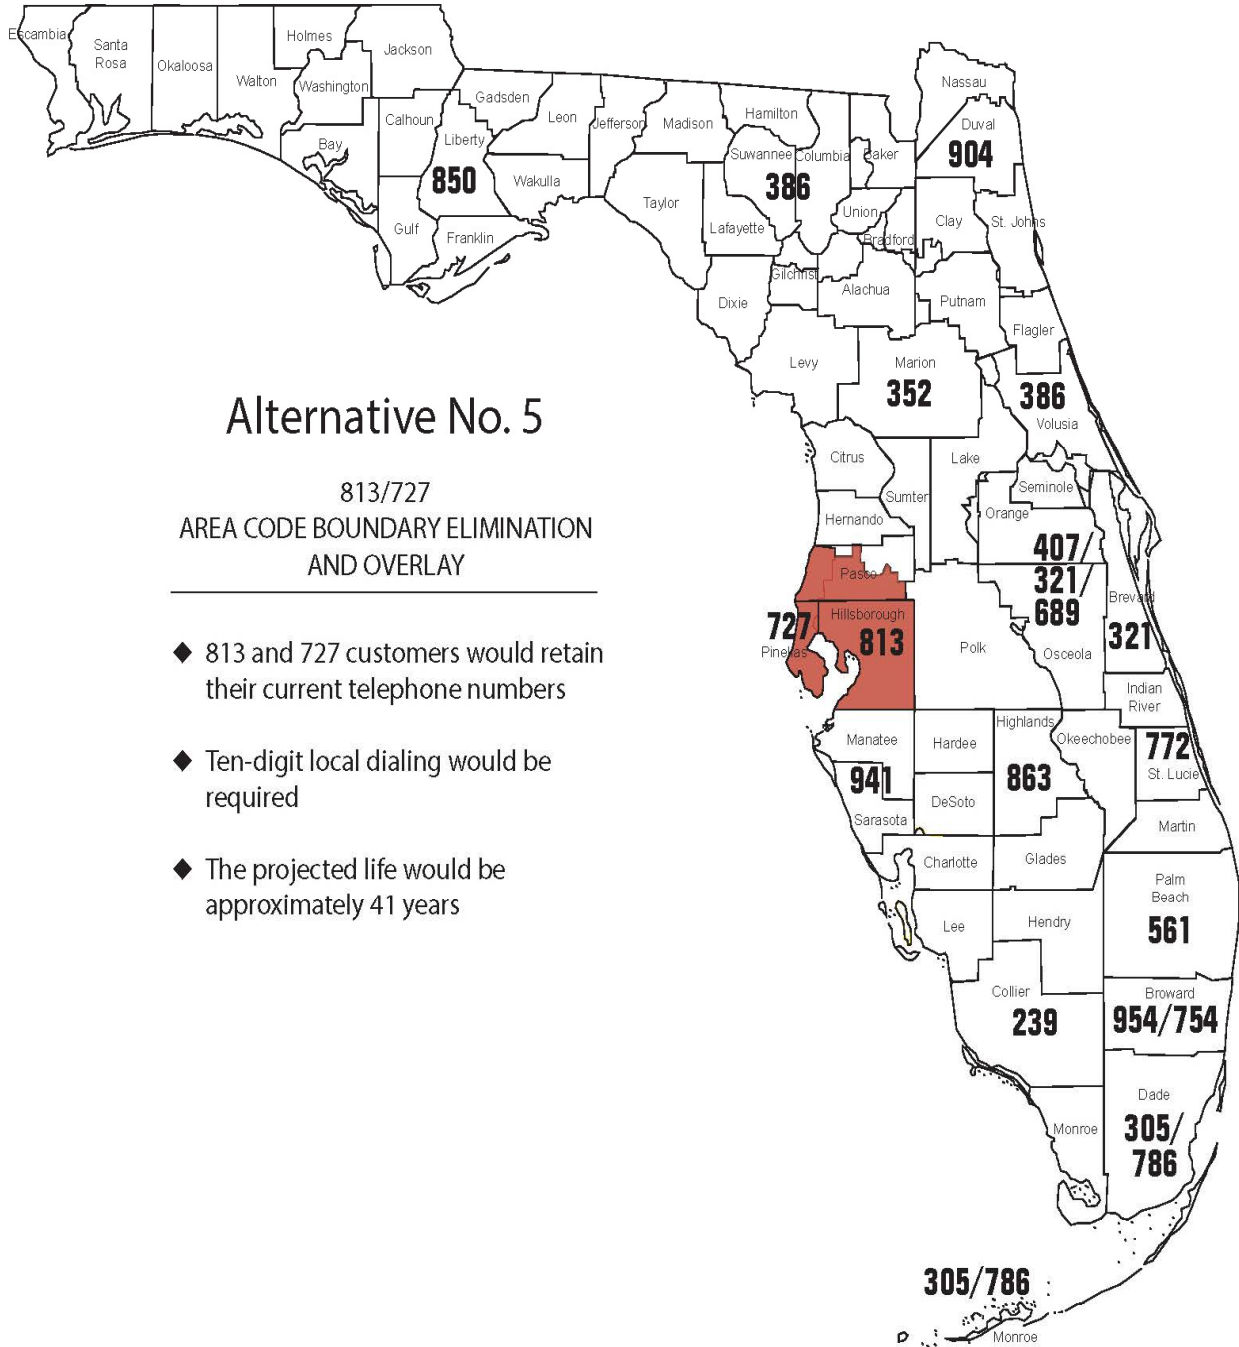 Escambia
Santa
Rosa
Okaloosa
Walton
Holmes
Washington
Jackson
Bay
Calhoun
Gulf
Liberty
850
Gadsden
Franklin
Leon
Wakulla
Jefferson
Madison
Taylor
Hamilton
Suwannee
Columbia
386
Lafayette
Dixie
Baker
Union
Bradford
Gilchrist
Alachua
Nassau
Duval
904
Clay
St. Johns
Putnam
Flagler
Levy
Marion
352
386
Volusia
Alternative No. 5
813/727
AREA CODE BOUNDARY ELIMINATION
AND OVERLAY
◆ 813 and 727 customers would retain
their current telephone numbers
◆ Ten-digit local dialing would be
required
◆ The projected life would be
approximately 41 years
Citrus
Sumter
Lake
Hernando
Seminole
Orange
407/
321/
689
Pasco
Hillsborough
813
727
Pinellas
Polk
Osceola
Brevard
321
Indian
River
Manatee
941
Sarasota
Hardee
DeSoto
Highlands
863
Okeechobee
772
St. Lucie
Martin
Charlotte
Glades
Lee
Hendry
Palm
Beach
561
Collier
239
Broward
954/754
Dade
305/
786
Monroe
305/786
Monroe